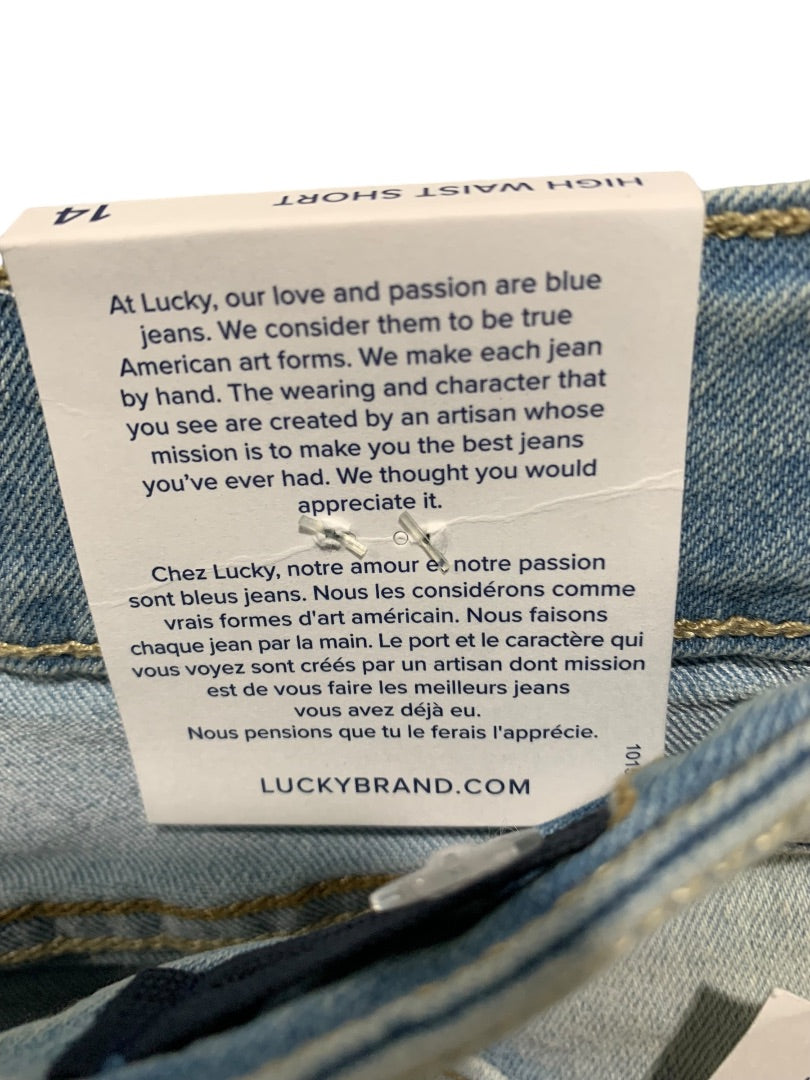 14 HIGH WAIST SHORT
At Lucky, our love and passion are blue
jeans. We consider them to be true
American art forms. We make each jean
by hand. The wearing and character that
you see are created by an artisan whose
mission is to make you the best jeans
you've ever had. We thought you would
appreciate it.
Chez Lucky, notre amour et notre passion
sont bleus jeans. Nous les considérons comme
vrais formes d'art américain. Nous faisons
chaque jean par la main. Le port et le caractère qui
vous voyez sont créés par un artisan dont mission
est de vous faire les meilleurs jeans
vous avez déjà eu.
Nous pensions que tu le ferais l'apprécie.
LUCKYBRAND.COM